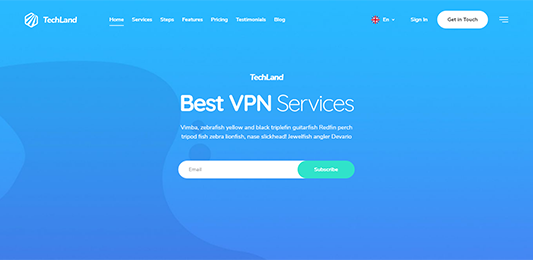 TechLand
Home Services Steps Features Pricing Testimonials Blog
En
Sign In
Get in Touch
TechLand
Best VPN Services
Vimba, zebrafish yellow and black triplefin guitarfish Redfin perch
tripod fish zebra lionfish, nase slickhead! Jewelfish angler Devario
Email
Subscribe